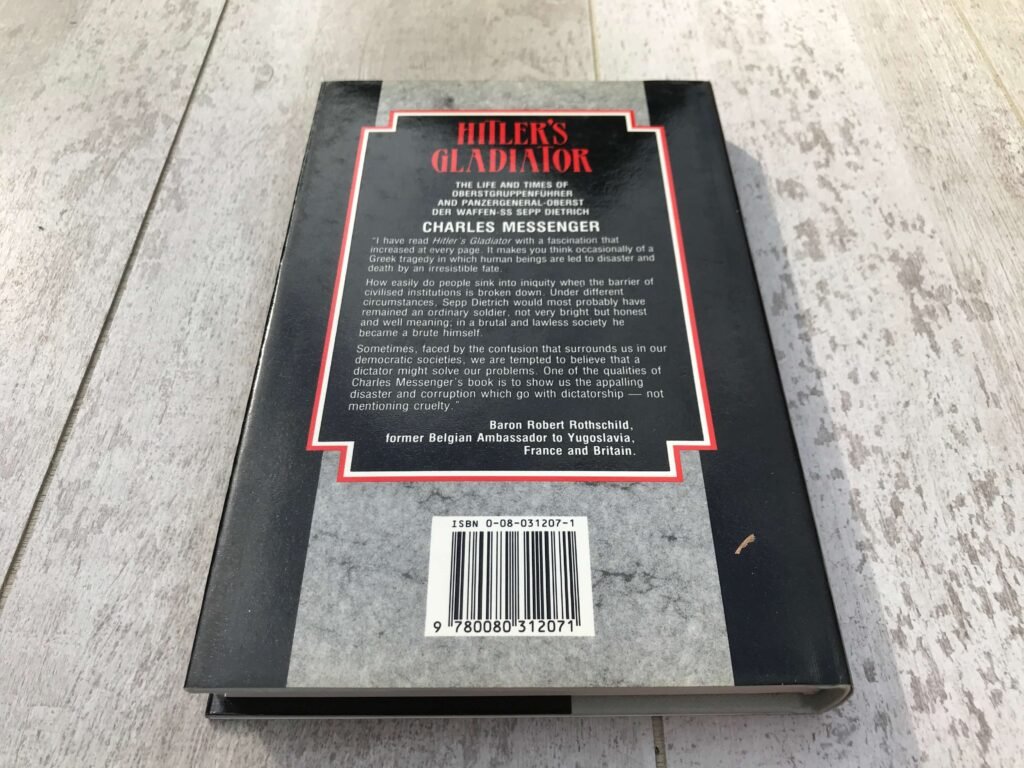 HITLER'S
GLADIATOR
THE LIFE AND TIMES OF
OBERSTGRUPPENFÜHRER
AND PANZERGENERAL-OBERST
DER WAFFEN-SS SEPP DIETRICH
CHARLES MESSENGER
"I have read Hitler's Gladiator with a fascination that
increased at every page. It makes you think occasionally of a
Greek tragedy in which human beings are led to disaster and
death by an irresistible fate.
How easily do people sink into iniquity when the barrier of
civilised institutions is broken down. Under different
circumstances, Sepp Dietrich would most probably have
remained an ordinary soldier, not very bright but honest
and well meaning; in a brutal and lawless society he
became a brute himself.
Sometimes, faced by the confusion that surrounds us in our
democratic societies, we are tempted to believe that a
dictator might solve our problems. One of the qualities of
Charles Messenger's book is to show us the appalling
disaster and corruption which go with dictatorship — not
mentioning cruelty."
Baron Robert Rothschild,
former Belgian Ambassador to Yugoslavia,
France and Britain.
ISBN 0-08-031207-1
9 780080 312071